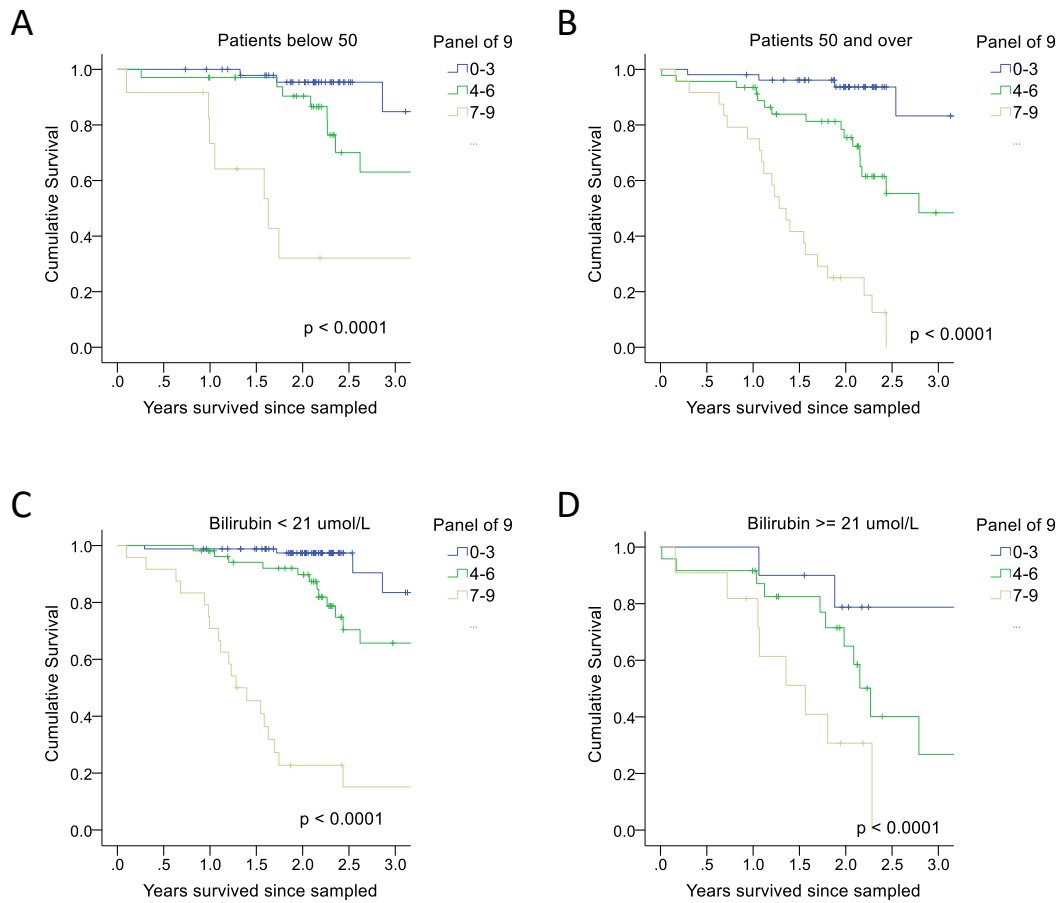 A
Patients below 50
Panel of 9
0-3
4-6
7-9
...
Cumulative Survival
1.0
0.8
0.6
0.4
0.2
0.0
p < 0.0001
.0 .5 1.0 1.5 2.0 2.5 3.0
Years survived since sampled
B
Patients 50 and over
Panel of 9
0-3
4-6
7-9
...
Cumulative Survival
1.0
0.8
0.6
0.4
0.2
0.0
p < 0.0001
.0 .5 1.0 1.5 2.0 2.5 3.0
Years survived since sampled
C
Bilirubin < 21 umol/L
Panel of 9
0-3
4-6
7-9
...
Cumulative Survival
1.0
0.8
0.6
0.4
0.2
0.0
p < 0.0001
.0 .5 1.0 1.5 2.0 2.5 3.0
Years survived since sampled
D
Bilirubin >= 21 umol/L
Panel of 9
0-3
4-6
7-9
...
Cumulative Survival
1.0
0.8
0.6
0.4
0.2
0.0
p < 0.0001
.0 .5 1.0 1.5 2.0 2.5 3.0
Years survived since sampled